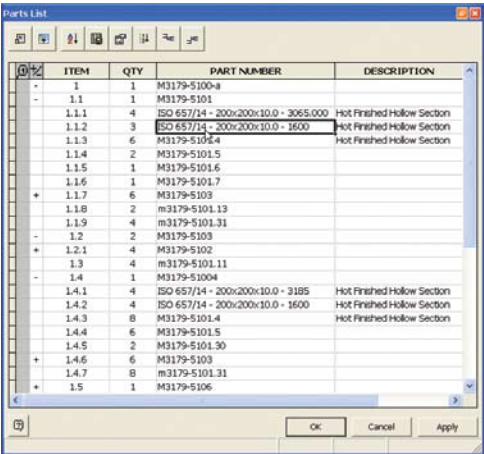 Parts List
ITEM QTY PART NUMBER DESCRIPTION
- 1 1 M3179-5100-a
- 1.1 1 M3179-5101
1.1.1 4 ISO 657/14 - 200x200x10.0 - 3065.000 Hot Finished Hollow Section
1.1.2 3 ISO 657/14 - 200x200x10.0 - 1600 Hot Finished Hollow Section
1.1.3 6 M3179-5101.4 Hot Finished Hollow Section
1.1.4 2 M3179-5101.5
1.1.5 1 M3179-5101.6
1.1.6 1 M3179-5101.7
+ 1.1.7 6 M3179-5103
1.1.8 2 m3179-5101.13
1.1.9 4 m3179-5101.31
- 1.2 2 M3179-5103
+ 1.2.1 4 M3179-5102
1.3 4 m3179-5101.11
- 1.4 1 M3179-51004
1.4.1 4 ISO 657/14 - 200x200x10.0 - 3185 Hot Finished Hollow Section
1.4.2 4 ISO 657/14 - 200x200x10.0 - 1600 Hot Finished Hollow Section
1.4.3 8 M3179-5101.4 Hot Finished Hollow Section
1.4.4 6 M3179-5101.5
1.4.5 2 M3179-5101.30
+ 1.4.6 6 M3179-5103
1.4.7 8 m3179-5101.31
+ 1.5 1 M3179-5106
OK Cancel Apply